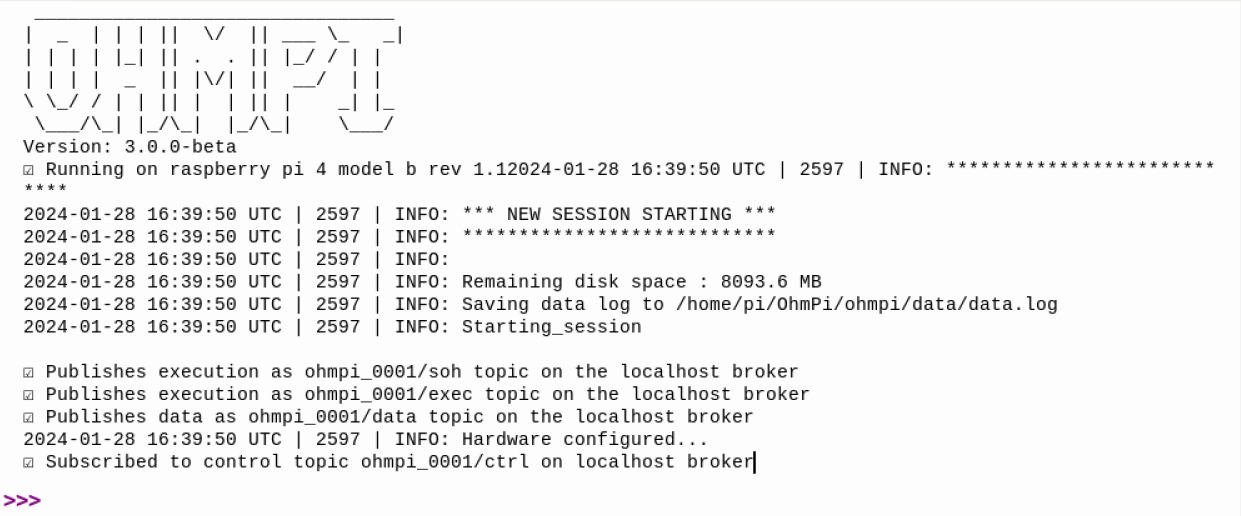 ________________________________
|  _  | | | ||  \/  || ___ \_   _|
| | | | |_| || .  . || |_/ / | |
| | | |  _  || |\/| ||  __/  | |
\ \_/ / | | || |  | || |    _| |_
 \___/\_| |_/\_|  |_/\_|    \___/
Version: 3.0.0-beta
☑ Running on raspberry pi 4 model b rev 1.12024-01-28 16:39:50 UTC | 2597 | INFO: ************************
****
2024-01-28 16:39:50 UTC | 2597 | INFO: *** NEW SESSION STARTING ***
2024-01-28 16:39:50 UTC | 2597 | INFO: ****************************
2024-01-28 16:39:50 UTC | 2597 | INFO:
2024-01-28 16:39:50 UTC | 2597 | INFO: Remaining disk space : 8093.6 MB
2024-01-28 16:39:50 UTC | 2597 | INFO: Saving data log to /home/pi/OhmPi/ohmpi/data/data.log
2024-01-28 16:39:50 UTC | 2597 | INFO: Starting_session
☑ Publishes execution as ohmpi_0001/soh topic on the localhost broker
☑ Publishes execution as ohmpi_0001/exec topic on the localhost broker
☑ Publishes data as ohmpi_0001/data topic on the localhost broker
2024-01-28 16:39:50 UTC | 2597 | INFO: Hardware configured...
☑ Subscribed to control topic ohmpi_0001/ctrl on localhost broker
>>>